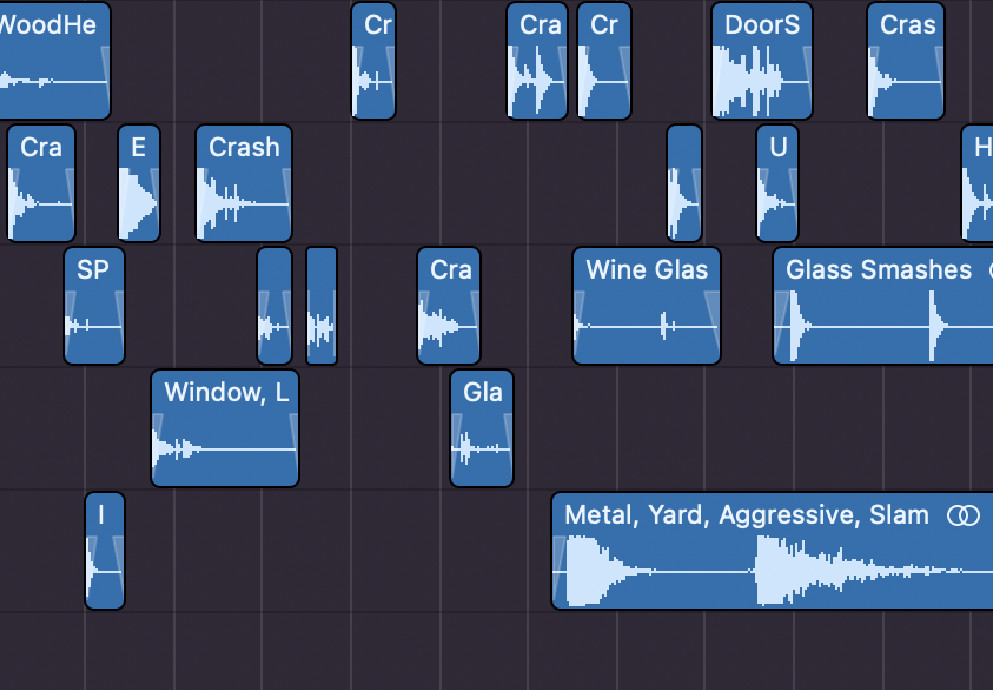 WoodHe Cr Cra Cr DoorS Cras
Cra E Crash U H
SP Cra Wine Glas Glass Smashes
Window, L Gla
I Metal, Yard, Aggressive, Slam